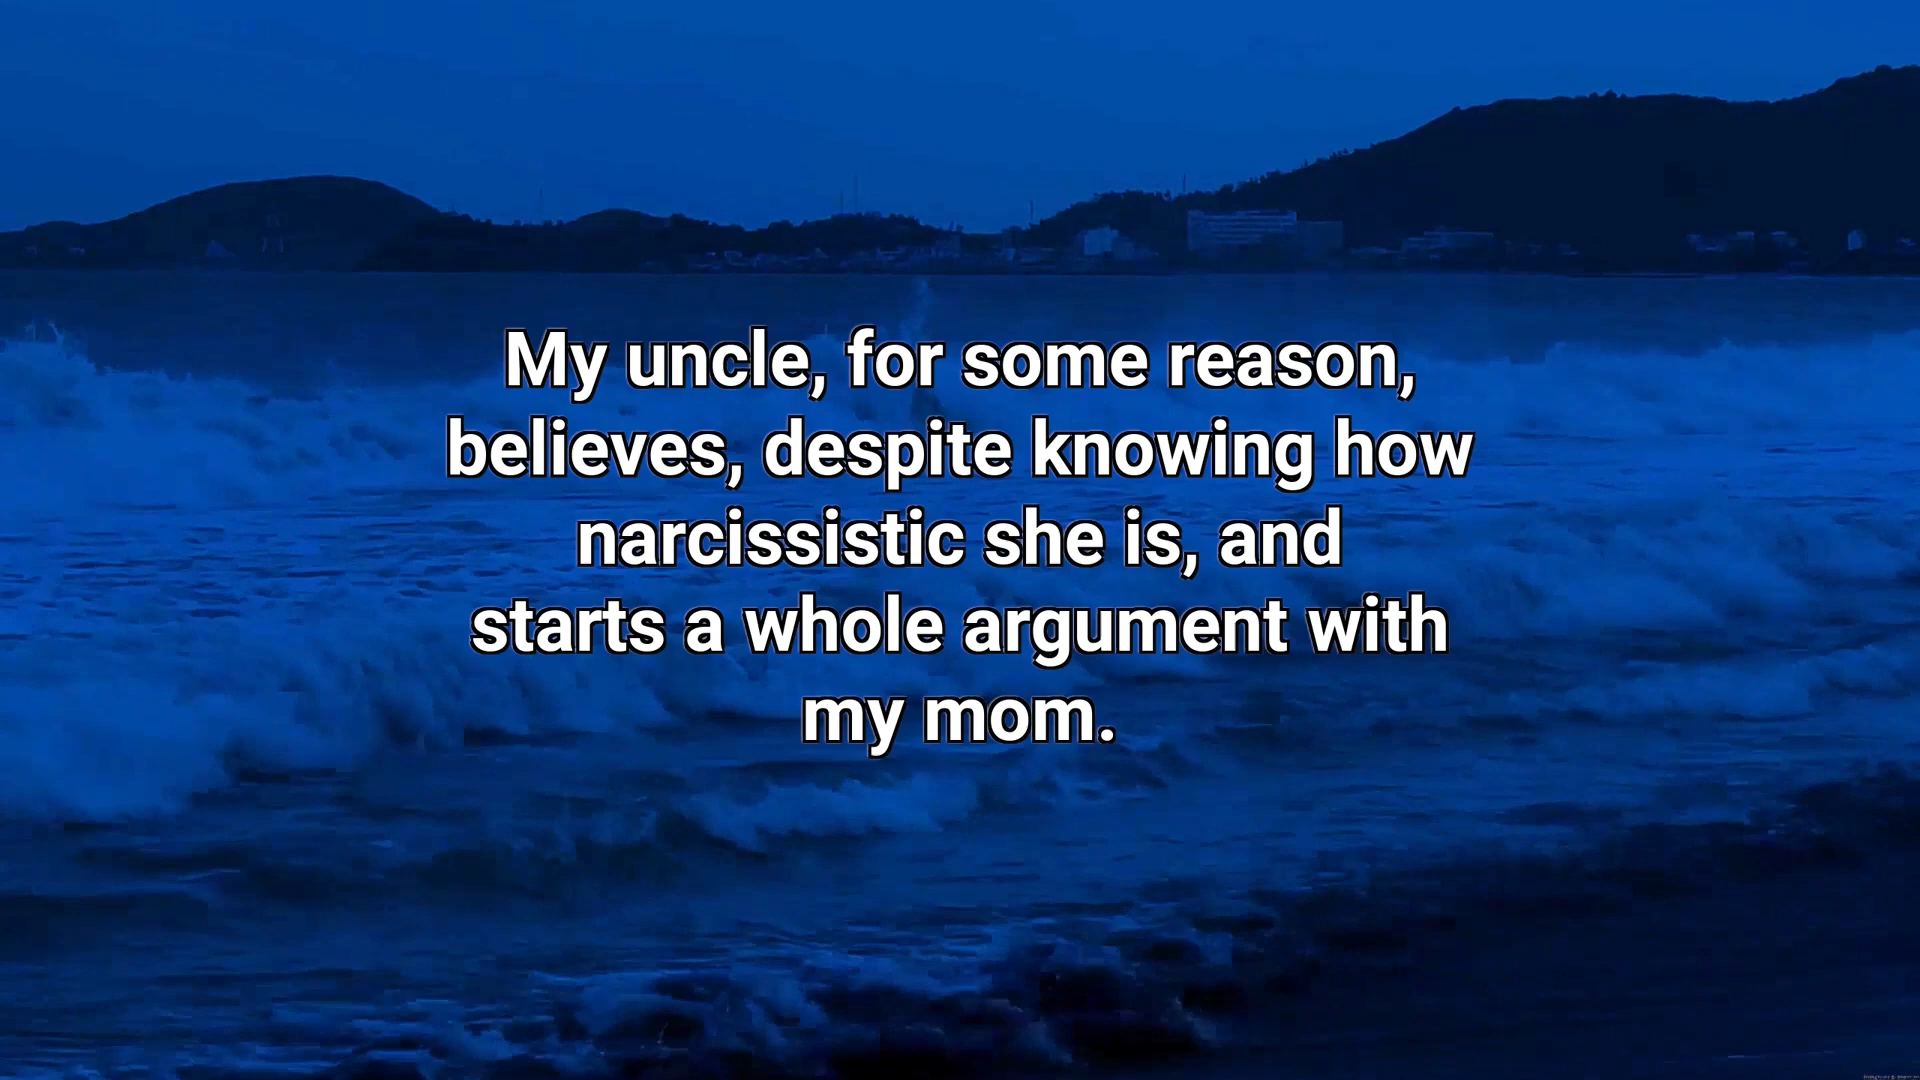 My uncle, for some reason,
believes, despite knowing how
narcissistic she is, and
starts a whole argument with
my mom.